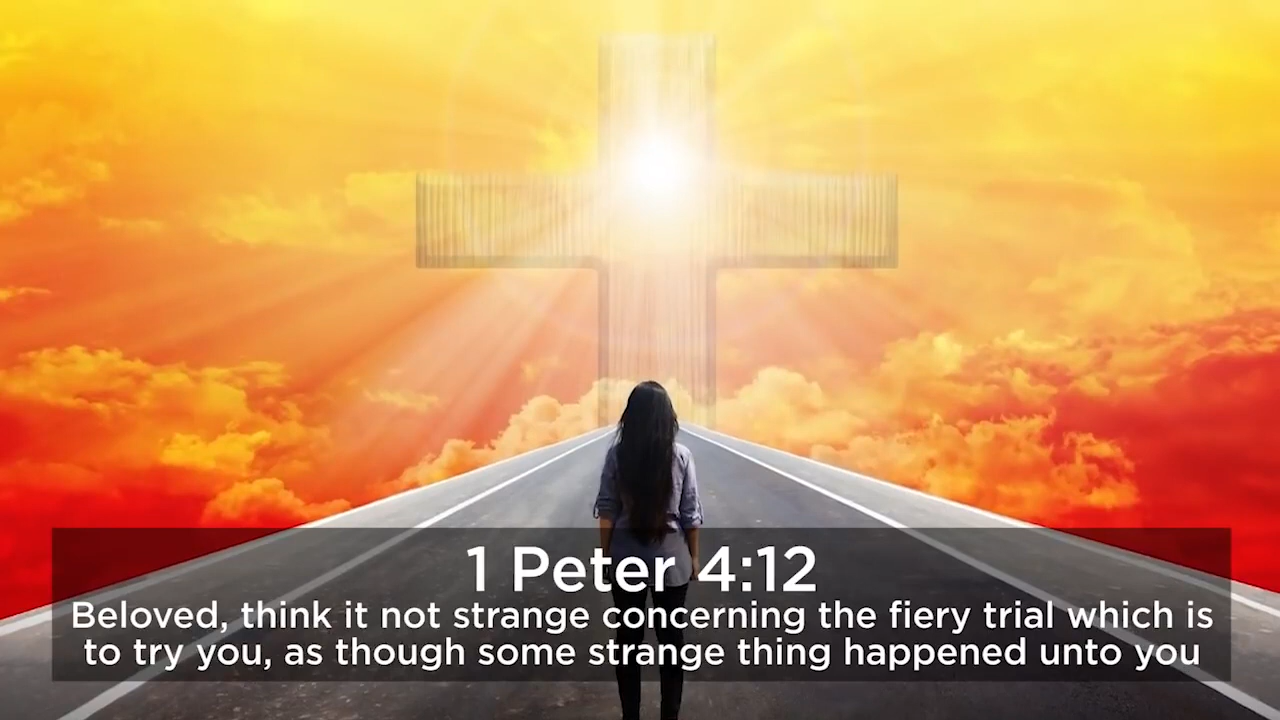 1 Peter 4:12
Beloved, think it not strange concerning the fiery trial which is
to try you, as though some strange thing happened unto you